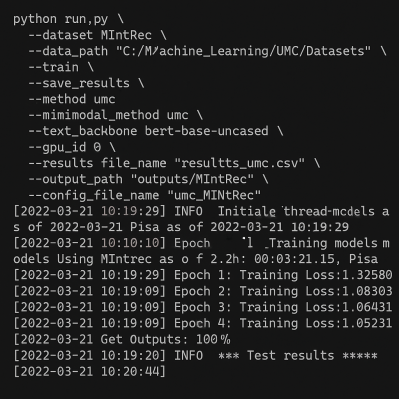 python run,py \
--dataset MIntRec \
--data_path "C:/Machine_Learning/UMC/Datasets" \
--train \
--save_results \
--method umc
--mimimodal_method umc \
--text_backbone bert-base-uncased \
--gpu_id 0 \
--results file_name "resultts_umc.csv" \
--output_path "outputs/MIntRec" \
--config_file_name "umc_MINtRec"
[2022-03-21 10:19:29] INFO Initiale thread-models a
s of 2022-03-21 Pisa as of 2022-03-21 10:19:29
[2022-03-21 10:10:10] Epoch Training models m
odels Using MIntrec as o f 2.2h: 00:03:21.15, Pisa
[2022-03-21 10:19:29] Epoch 1: Training Loss:1.32580
[2022-03-21 10:19:09] Epoch 2: Training Loss:1.08303
[2022-03-21 10:19:09] Epoch 3: Training Loss:1.06431
[2022-03-21 10:19:09] Epoch 4: Training Loss:1.05231
[2022-03-21 Get Outputs: 100%
[2022-03-21 10:19:20] INFO *** Test results *****
[2022-03-21 10:20:44]